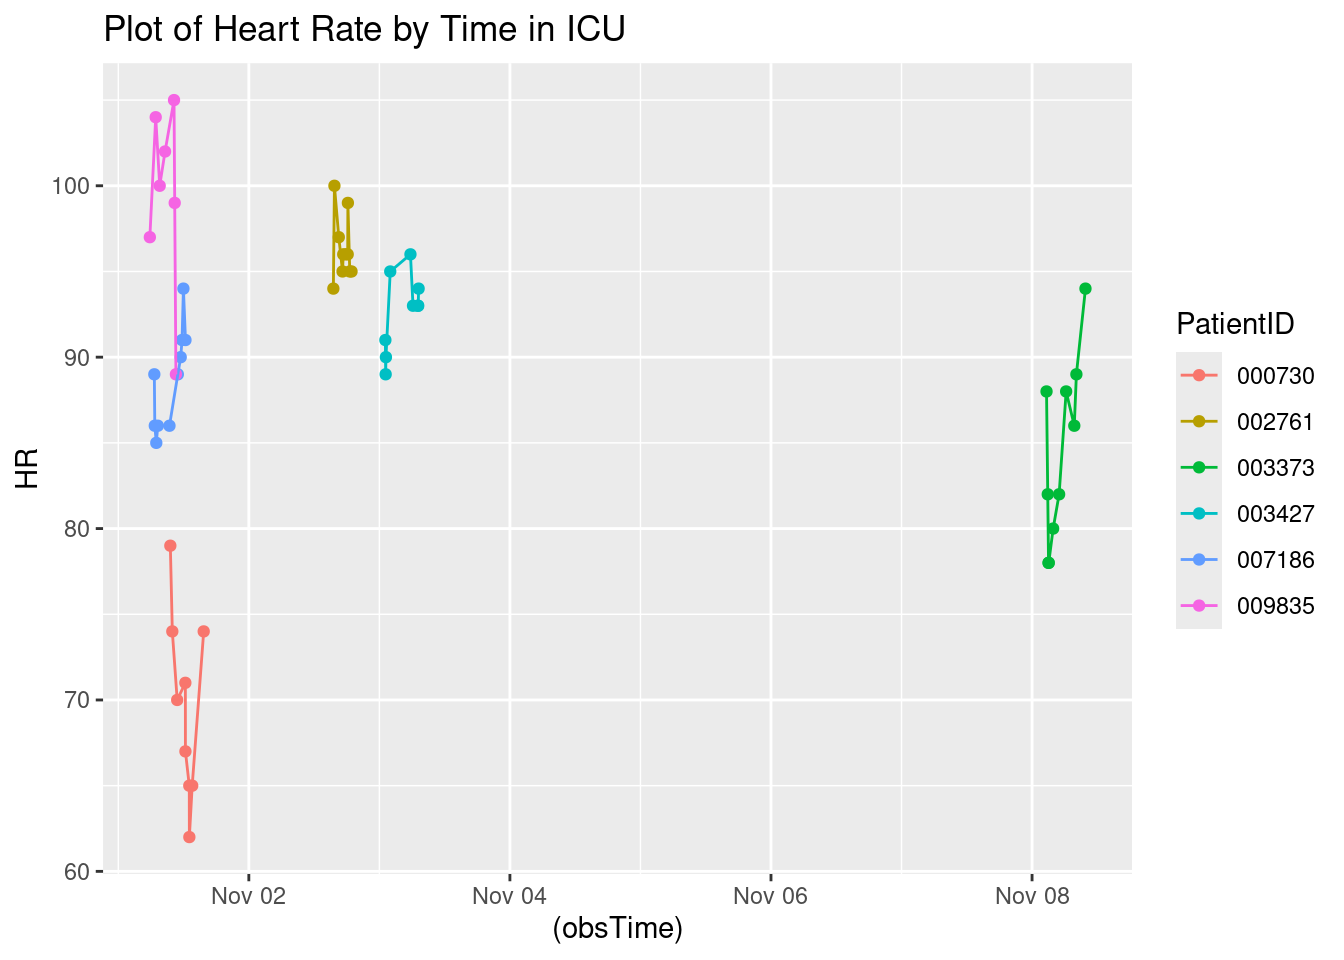 Plot of Heart Rate by Time in ICU
100
90
80
70
60
HR
Nov 02
Nov 04
Nov 06
Nov 08
(obsTime)
PatientID
000730
002761
003373
003427
007186
009835